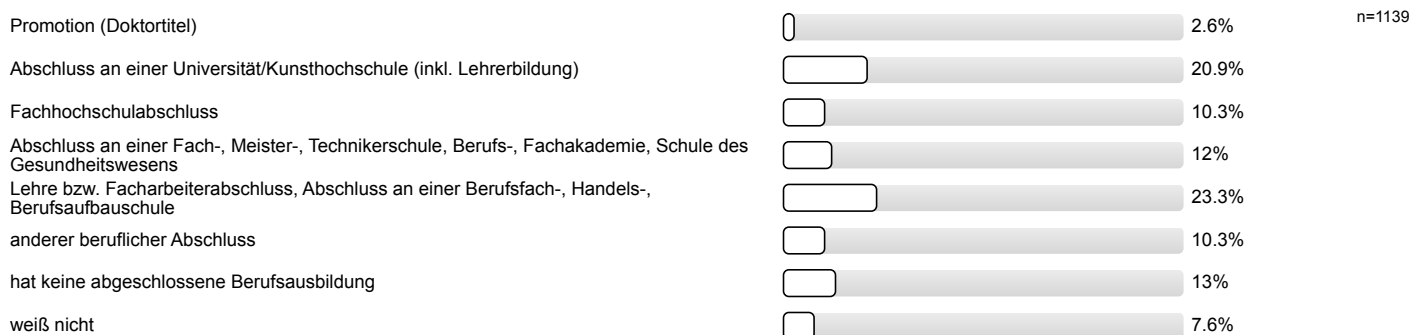 Promotion (Doktortitel) 2.6% n=1139
Abschluss an einer Universität/Kunsthochschule (inkl. Lehrerbildung) 20.9%
Fachhochschulabschluss 10.3%
Abschluss an einer Fach-, Meister-, Technikerschule, Berufs-, Fachakademie, Schule des
Gesundheitswesens 12%
Lehre bzw. Facharbeiterabschluss, Abschluss an einer Berufsfach-, Handels-,
Berufsaufbauschule 23.3%
anderer beruflicher Abschluss 10.3%
hat keine abgeschlossene Berufsausbildung 13%
weiß nicht 7.6%